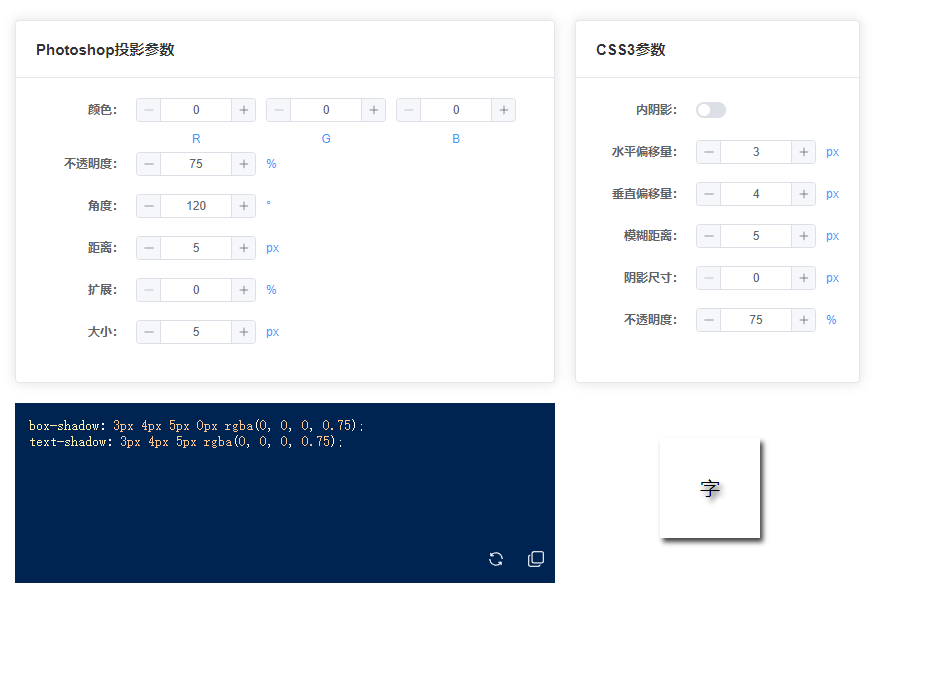 Photoshop投影参数
颜色: 0 0 0
R G B
不透明度: 75 %
角度: 120 °
距离: 5 px
扩展: 0 %
大小: 5 px
CSS3参数
内阴影:
水平偏移量: 3 px
垂直偏移量: 4 px
模糊距离: 5 px
阴影尺寸: 0 px
不透明度: 75 %
box-shadow: 3px 4px 5px 0px rgba(0, 0, 0, 0.75);
text-shadow: 3px 4px 5px rgba(0, 0, 0, 0.75);
字